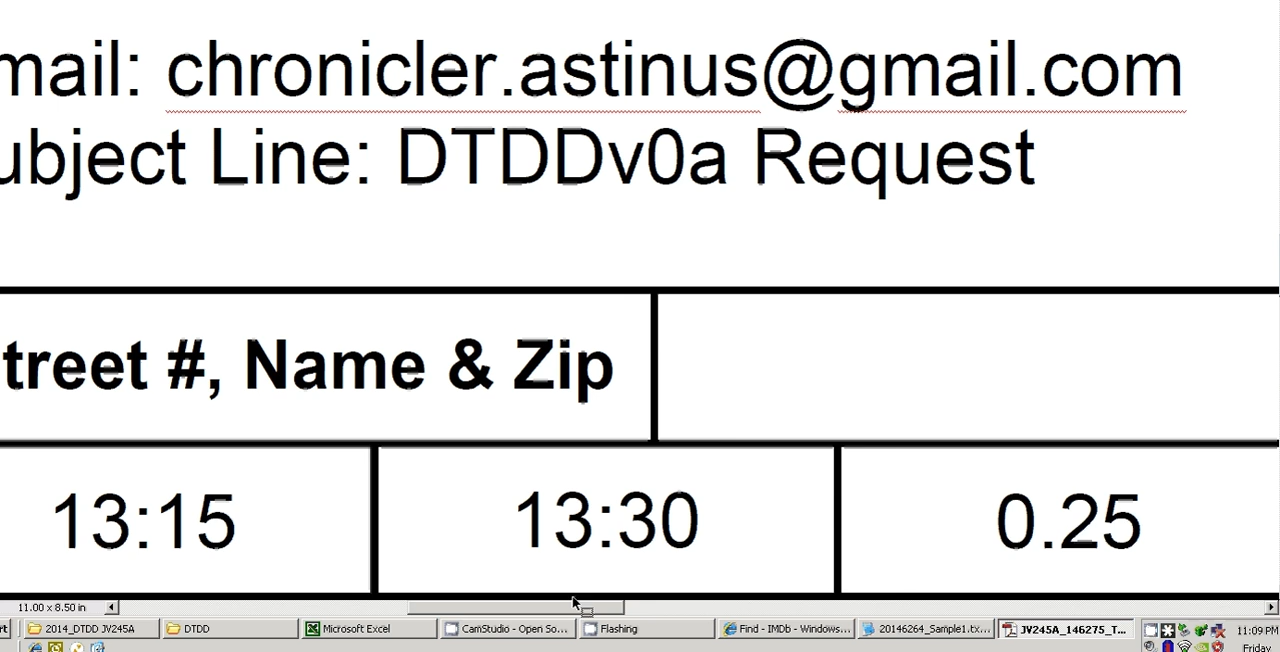 mail: chronicler.astinus@gmail.com
ubject Line: DTDDv0a Request
treet #, Name & Zip
13:15 13:30 0.25
11.00 x 8.50 in
rt 2014_DTDD JV245A DTDD Microsoft Excel CamStudio - Open So... Flashing Find - IMDb - Windows... 20146264_Sample1.tx... JV245A_146275_T... 11:09 PM
Friday